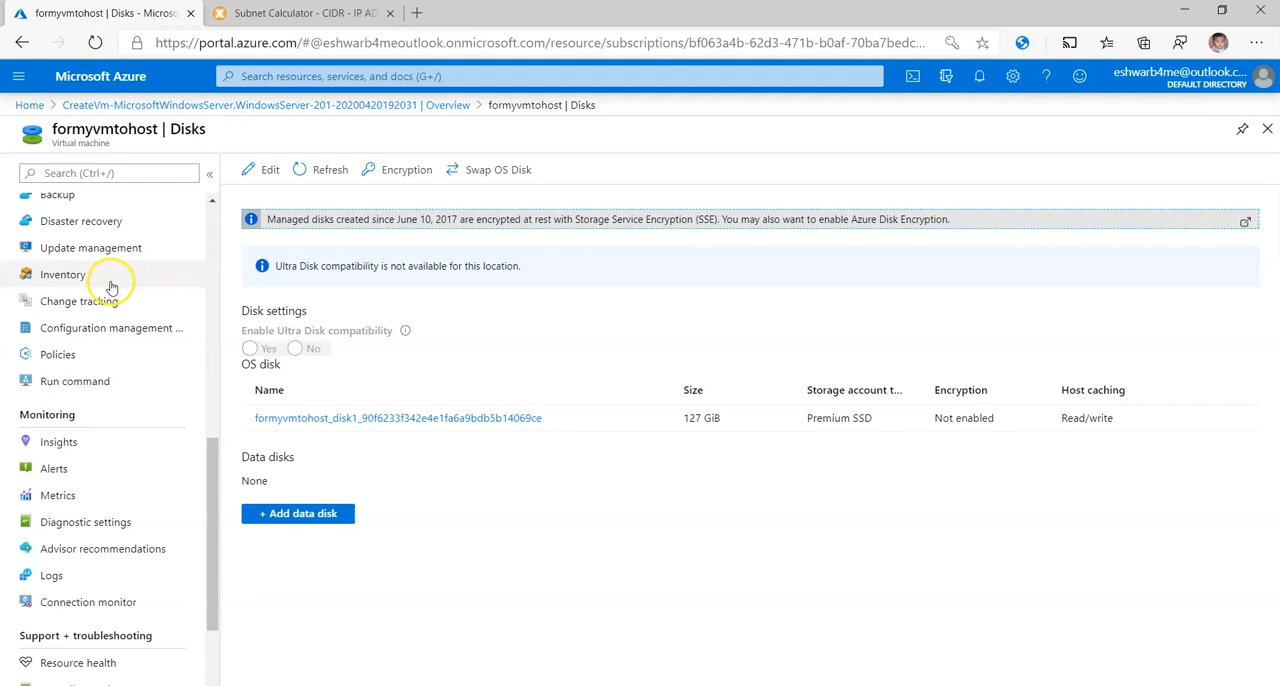 formyvmtohost | Disks - Microso
Subnet Calculator - CIDR - IP AD
https://portal.azure.com/#@eshwarb4meoutlook.onmicrosoft.com/resource/subscriptions/bf063a4b-62d3-471b-b0af-70ba7bedc...
Microsoft Azure
Search resources, services, and docs (G+/)
eshwarb4me@outlook.c...
DEFAULT DIRECTORY
Home > CreateVm-MicrosoftWindowsServer.WindowsServer-201-20200420192031 | Overview > formyvmtohost | Disks
formyvmtohost | Disks
Virtual machine
Search (Ctrl+/)
«
Backup
Disaster recovery
Update management
Inventory
Change tracking
Configuration management ...
Policies
Run command
Monitoring
Insights
Alerts
Metrics
Diagnostic settings
Advisor recommendations
Logs
Connection monitor
Support + troubleshooting
Resource health
Edit
Refresh
Encryption
Swap OS Disk
Managed disks created since June 10, 2017 are encrypted at rest with Storage Service Encryption (SSE). You may also want to enable Azure Disk Encryption.
Ultra Disk compatibility is not available for this location.
Disk settings
Enable Ultra Disk compatibility
Yes No
OS disk
Name Size Storage account t... Encryption Host caching
formyvmtohost_disk1_90f6233f342e4e1fa6a9bdb5b14069ce 127 GiB Premium SSD Not enabled Read/write
Data disks
None
+ Add data disk